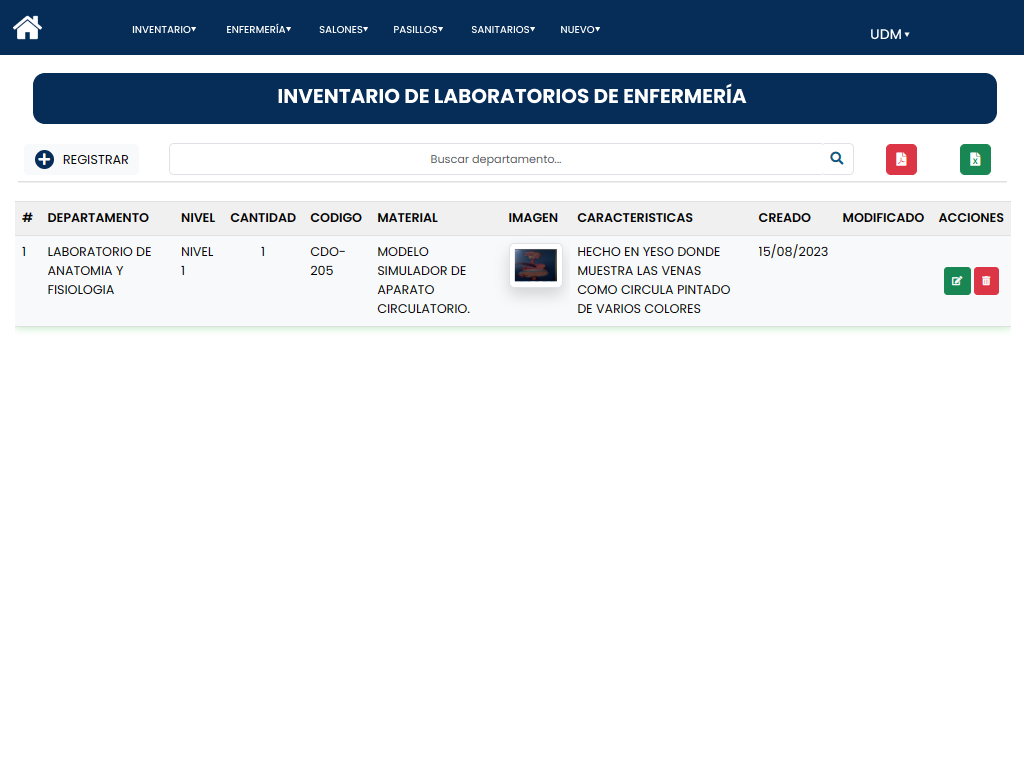 INVENTARIO▾ ENFERMERÍA▾ SALONES▾ PASILLOS▾ SANITARIOS▾ NUEVO▾ UDM ▾
INVENTARIO DE LABORATORIOS DE ENFERMERÍA
REGISTRAR Buscar departamento...
# DEPARTAMENTO NIVEL CANTIDAD CODIGO MATERIAL IMAGEN CARACTERISTICAS CREADO MODIFICADO ACCIONES
1 LABORATORIO DE NIVEL 1 CDO- MODELO HECHO EN YESO DONDE 15/08/2023
ANATOMIA Y 1 205 SIMULADOR DE MUESTRA LAS VENAS
FISIOLOGIA APARATO COMO CIRCULA PINTADO
CIRCULATORIO. DE VARIOS COLORES